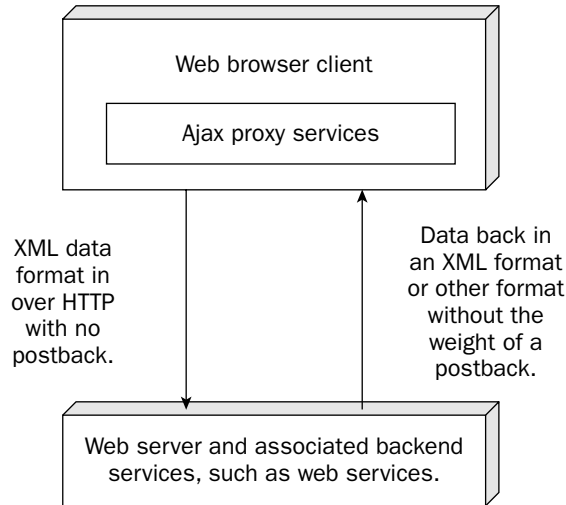 Web browser client
Ajax proxy services
XML data
format in
over HTTP
with no
postback.
Data back in
an XML format
or other format
without the
weight of a
postback.
Web server and associated backend
services, such as web services.